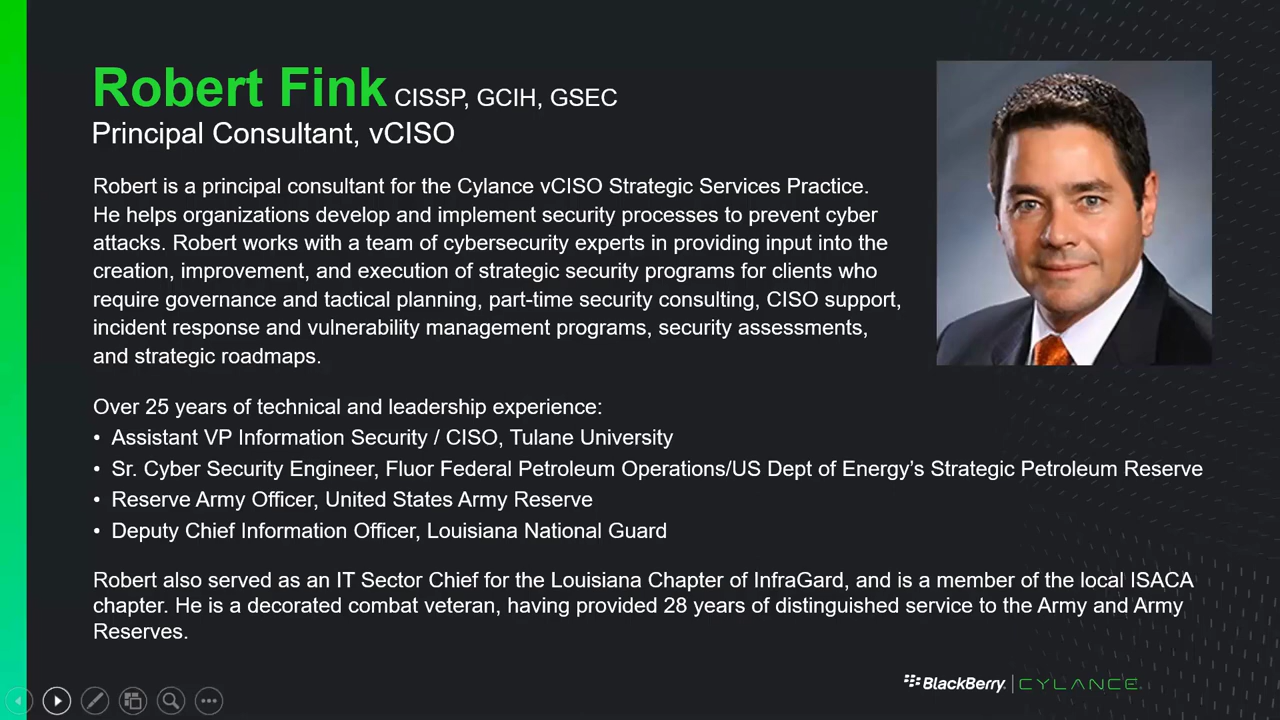 Robert Fink CISSP, GCIH, GSEC
Principal Consultant, vCISO
Robert is a principal consultant for the Cylance vCISO Strategic Services Practice.
He helps organizations develop and implement security processes to prevent cyber
attacks. Robert works with a team of cybersecurity experts in providing input into the
creation, improvement, and execution of strategic security programs for clients who
require governance and tactical planning, part-time security consulting, CISO support,
incident response and vulnerability management programs, security assessments,
and strategic roadmaps.
Over 25 years of technical and leadership experience:
• Assistant VP Information Security / CISO, Tulane University
• Sr. Cyber Security Engineer, Fluor Federal Petroleum Operations/US Dept of Energy’s Strategic Petroleum Reserve
• Reserve Army Officer, United States Army Reserve
• Deputy Chief Information Officer, Louisiana National Guard
Robert also served as an IT Sector Chief for the Louisiana Chapter of InfraGard, and is a member of the local ISACA
chapter. He is a decorated combat veteran, having provided 28 years of distinguished service to the Army and Army
Reserves.
BlackBerry | CYLANCE